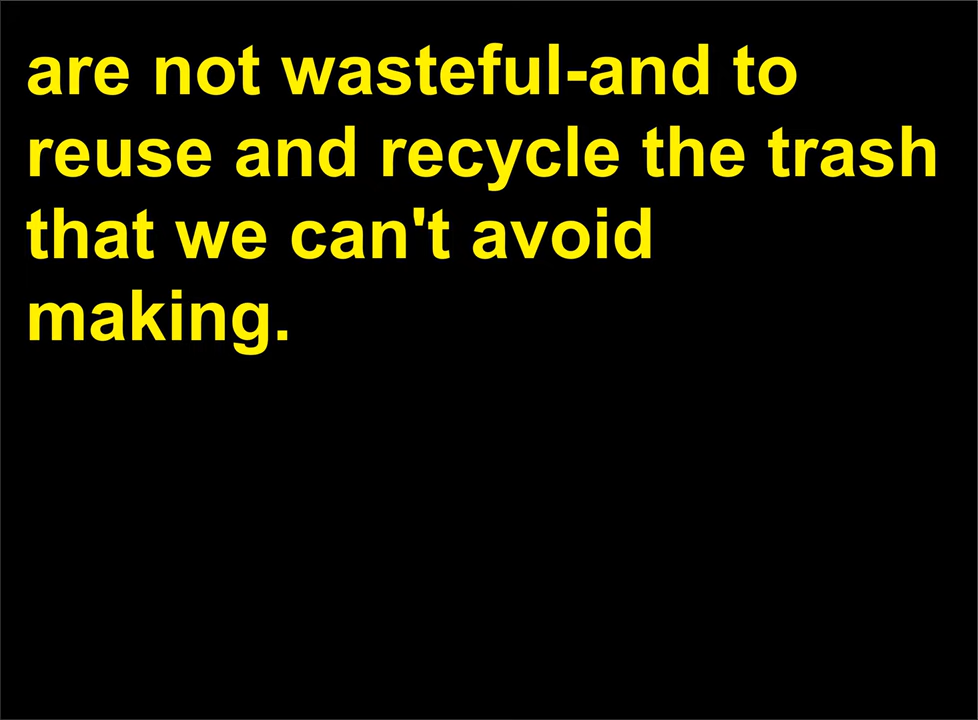 are not wasteful-and to
reuse and recycle the trash
that we can't avoid
making.